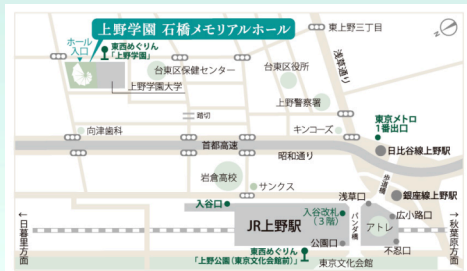 上野学園 石橋メモリアルホール
ホール
入口
東西めぐりん
「上野学園」
東上野三丁目
N
浅草通り
台東区役所
台東区保健センター
上野学園大学
上野警察署
踏切
東京メトロ
1番出口
向津歯科
キンコーズ
首都高速
昭和通り
日比谷線上野駅
歩道橋
岩倉高校
サンクス
銀座線上野駅
入谷口
浅草口
入谷改札
(3階)
広小路口
JR上野駅
パンダ橋
アトレ
公園口
不忍口
←日暮里方面
→秋葉原方面
東西めぐりん
「上野公園(東京文化会館前)」
東京文化会館